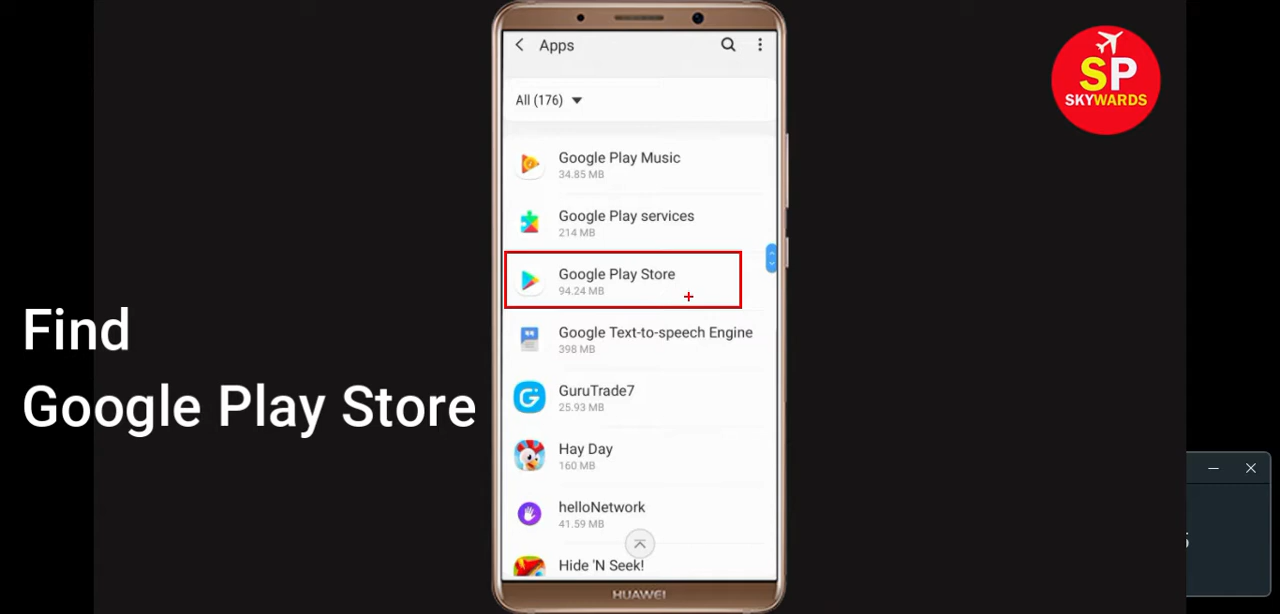 Apps
All (176)
Google Play Music
34.85 MB
Google Play services
214 MB
Google Play Store
94.24 MB
Google Text-to-speech Engine
398 MB
GuruTrade7
25.93 MB
Hay Day
160 MB
helloNetwork
41.59 MB
Hide 'N Seek!
HUAWEI
Find
Google Play Store
SP
SKYWARDS